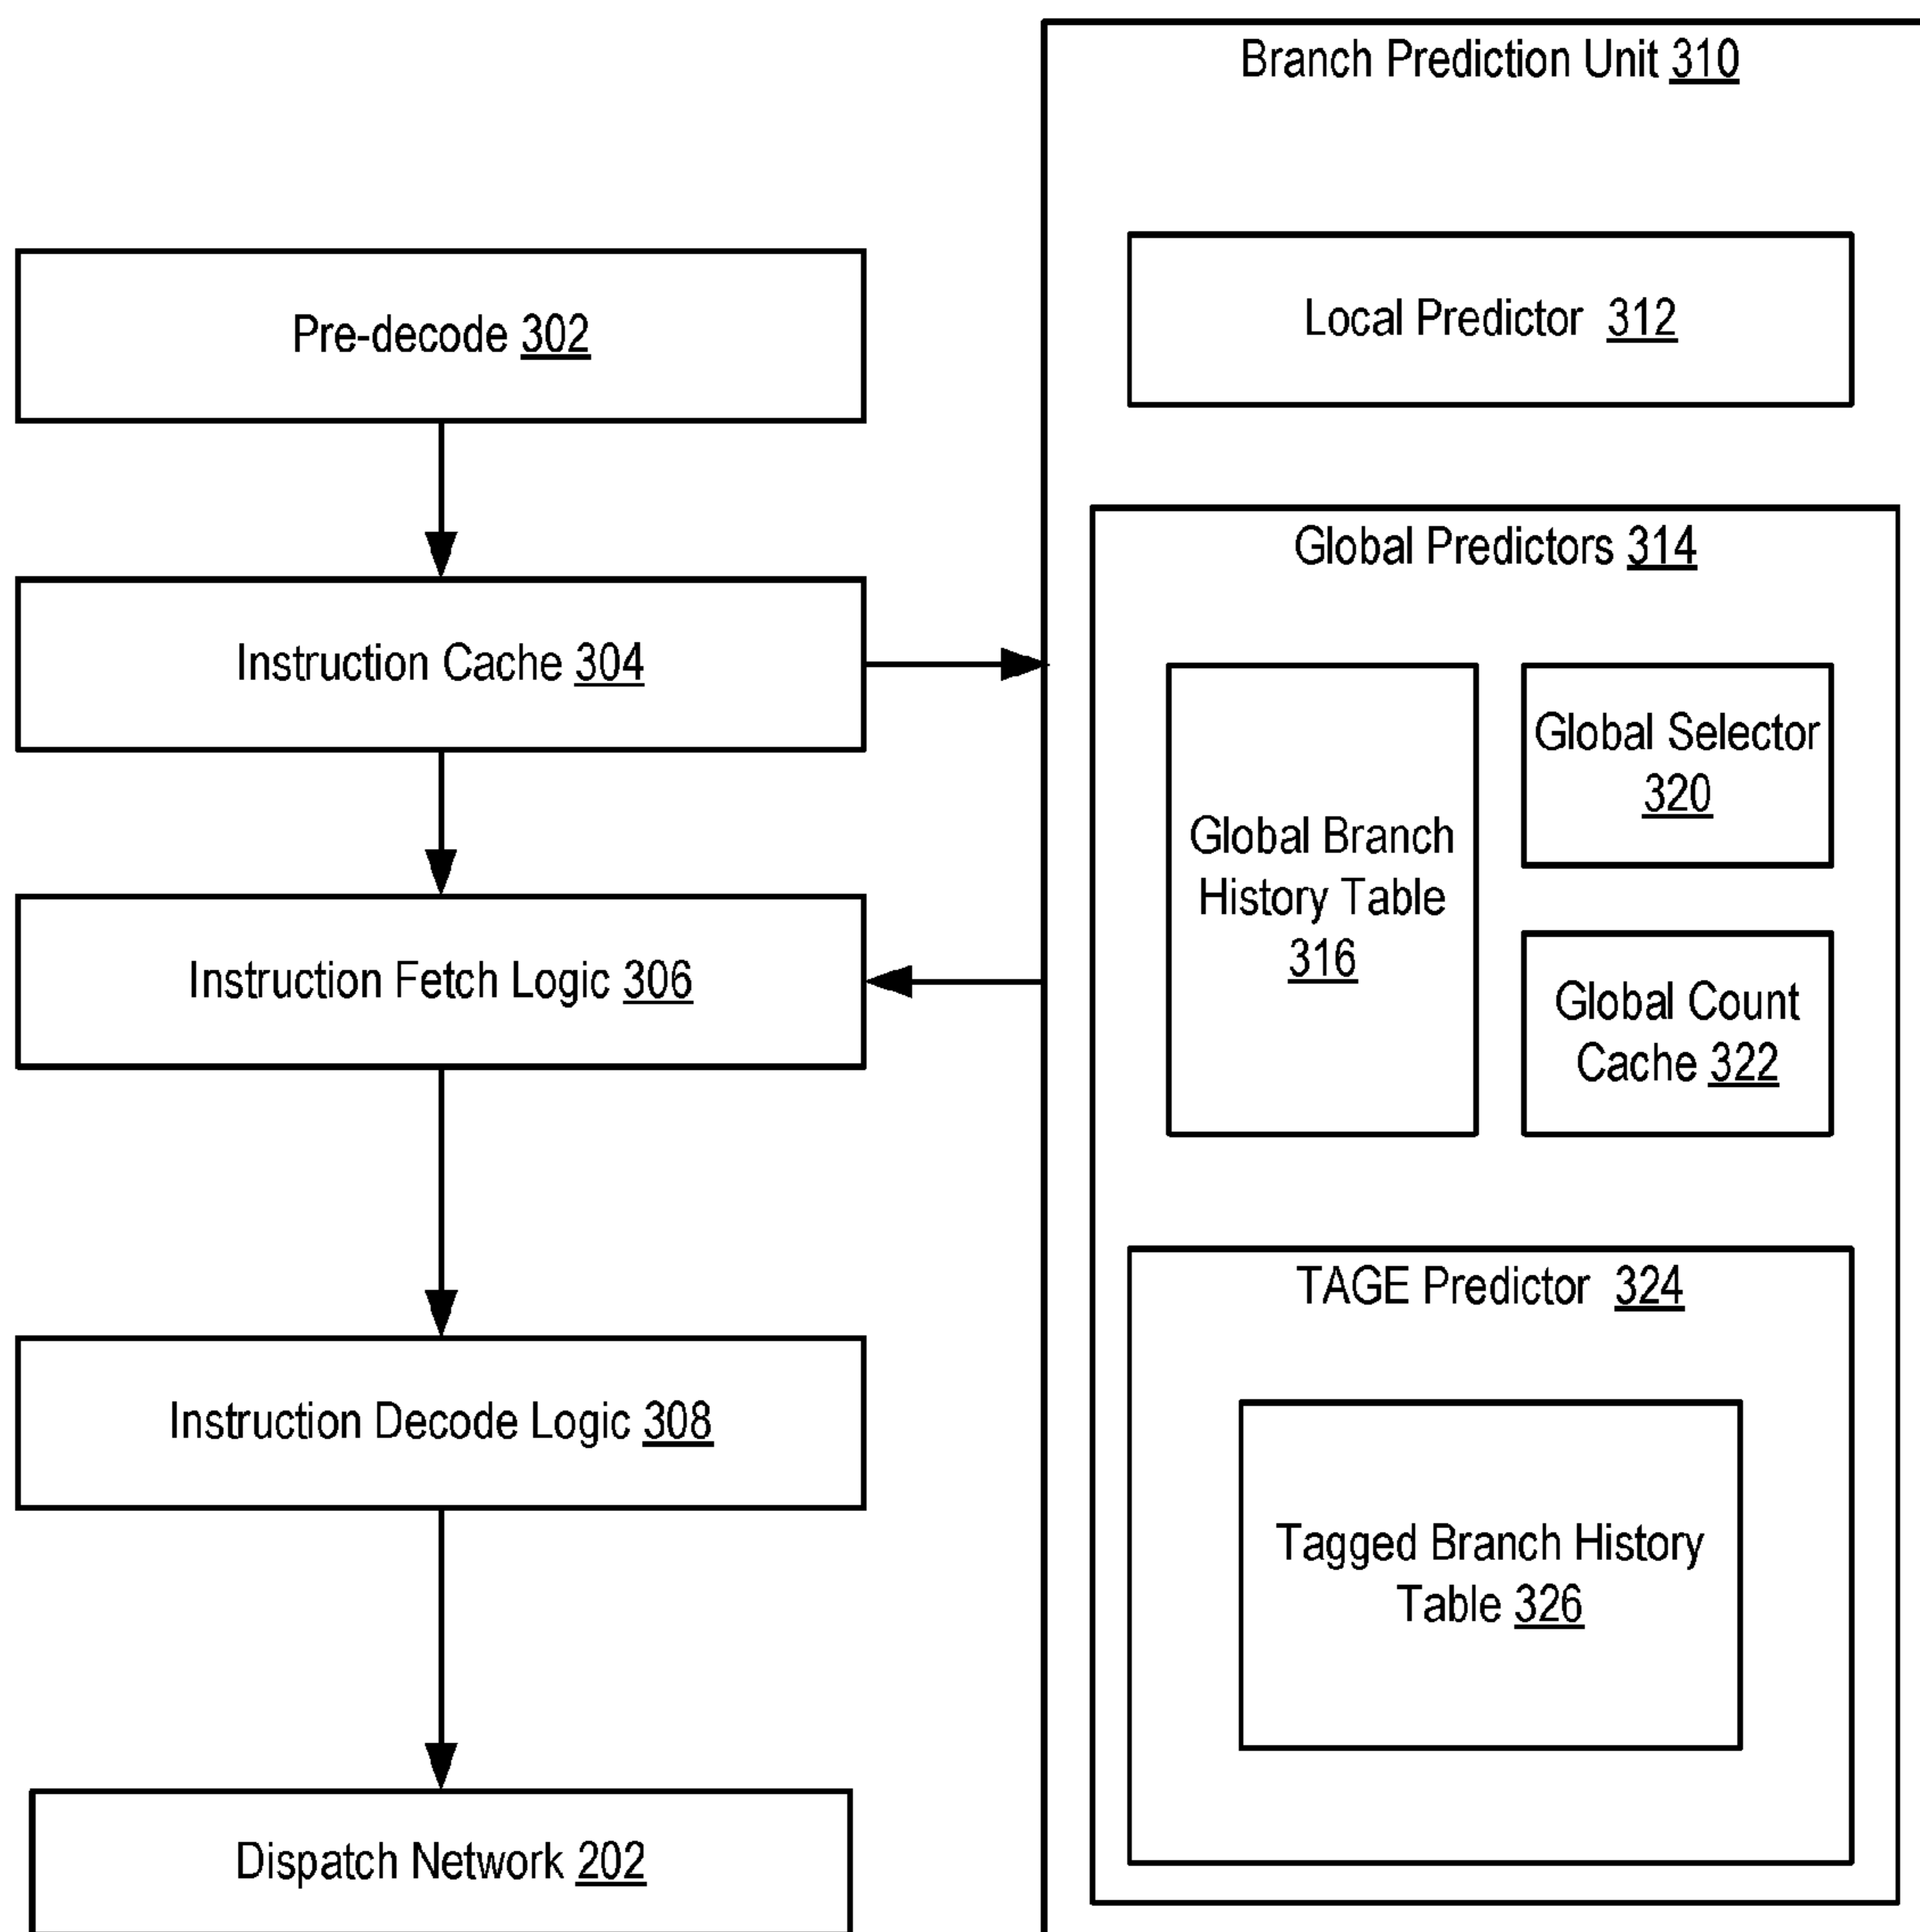 Branch Prediction Unit 310
Pre-decode 302
Local Predictor 312
Instruction Cache 304
Global Predictors 314
Global Branch
History Table
316
Global Selector
320
Global Count
Cache 322
Instruction Fetch Logic 306
TAGE Predictor 324
Instruction Decode Logic 308
Tagged Branch History
Table 326
Dispatch Network 202